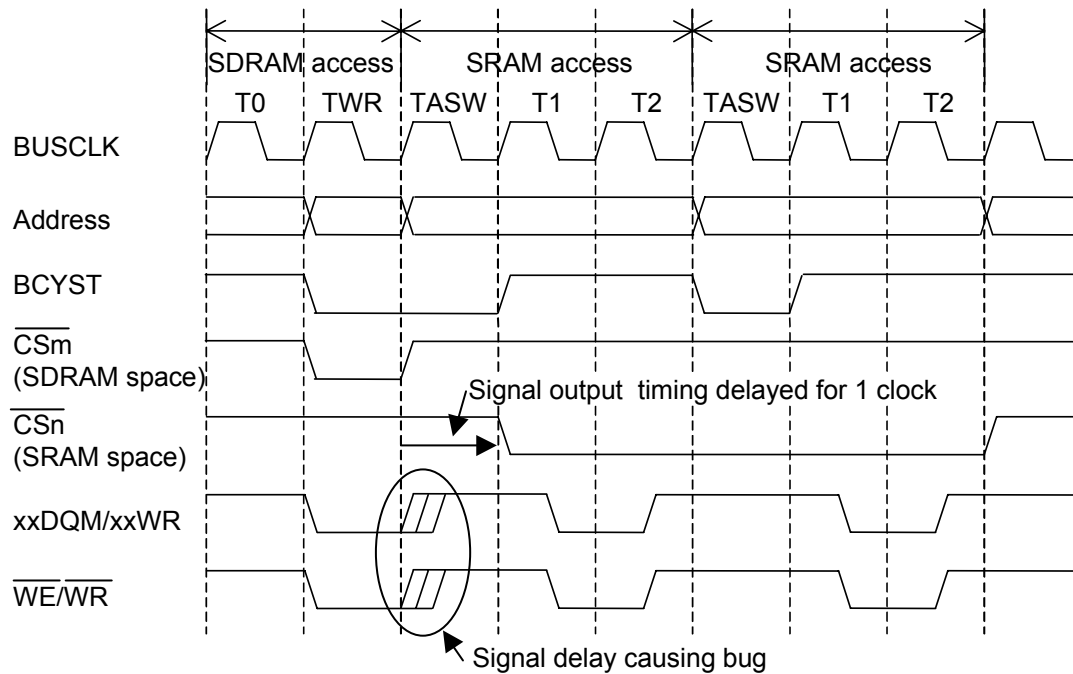 SDRAM access SRAM access SRAM access
T0 TWR TASW T1 T2 TASW T1 T2
BUSCLK
Address
BCYST
CSm
(SDRAM space)
Signal output timing delayed for 1 clock
CSn
(SRAM space)
xxDQM/xxWR
WE/WR
Signal delay causing bug